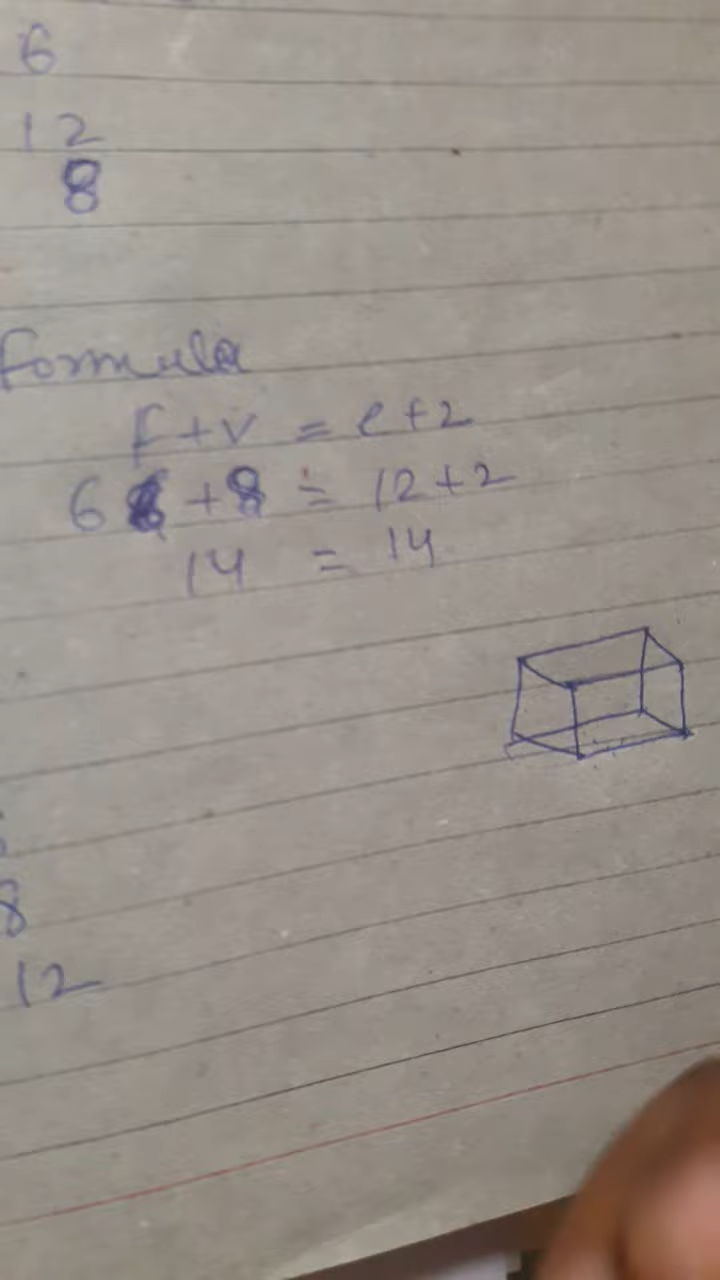 6
12
8
formula
F+v = e+2
6 +8 = 12+2
14 = 14
8
12